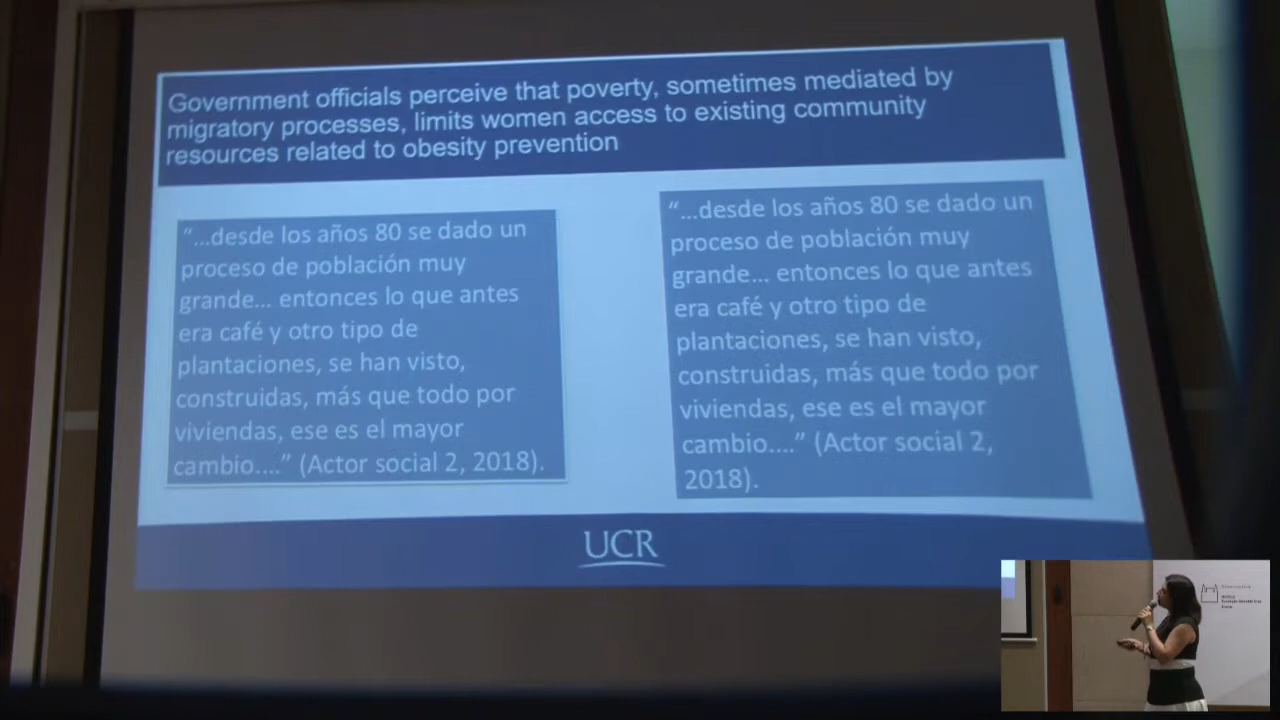 Government officials perceive that poverty, sometimes mediated by
migratory processes, limits women access to existing community
resources related to obesity prevention
“...desde los años 80 se dado un
proceso de población muy
grande... entonces lo que antes
era café y otro tipo de
plantaciones, se han visto,
construidas, más que todo por
viviendas, ese es el mayor
cambio....” (Actor social 2, 2018).
“...desde los años 80 se dado un
proceso de población muy
grande... entonces lo que antes
era café y otro tipo de
plantaciones, se han visto,
construidas, más que todo por
viviendas, ese es el mayor
cambio....” (Actor social 2,
2018).
UCR